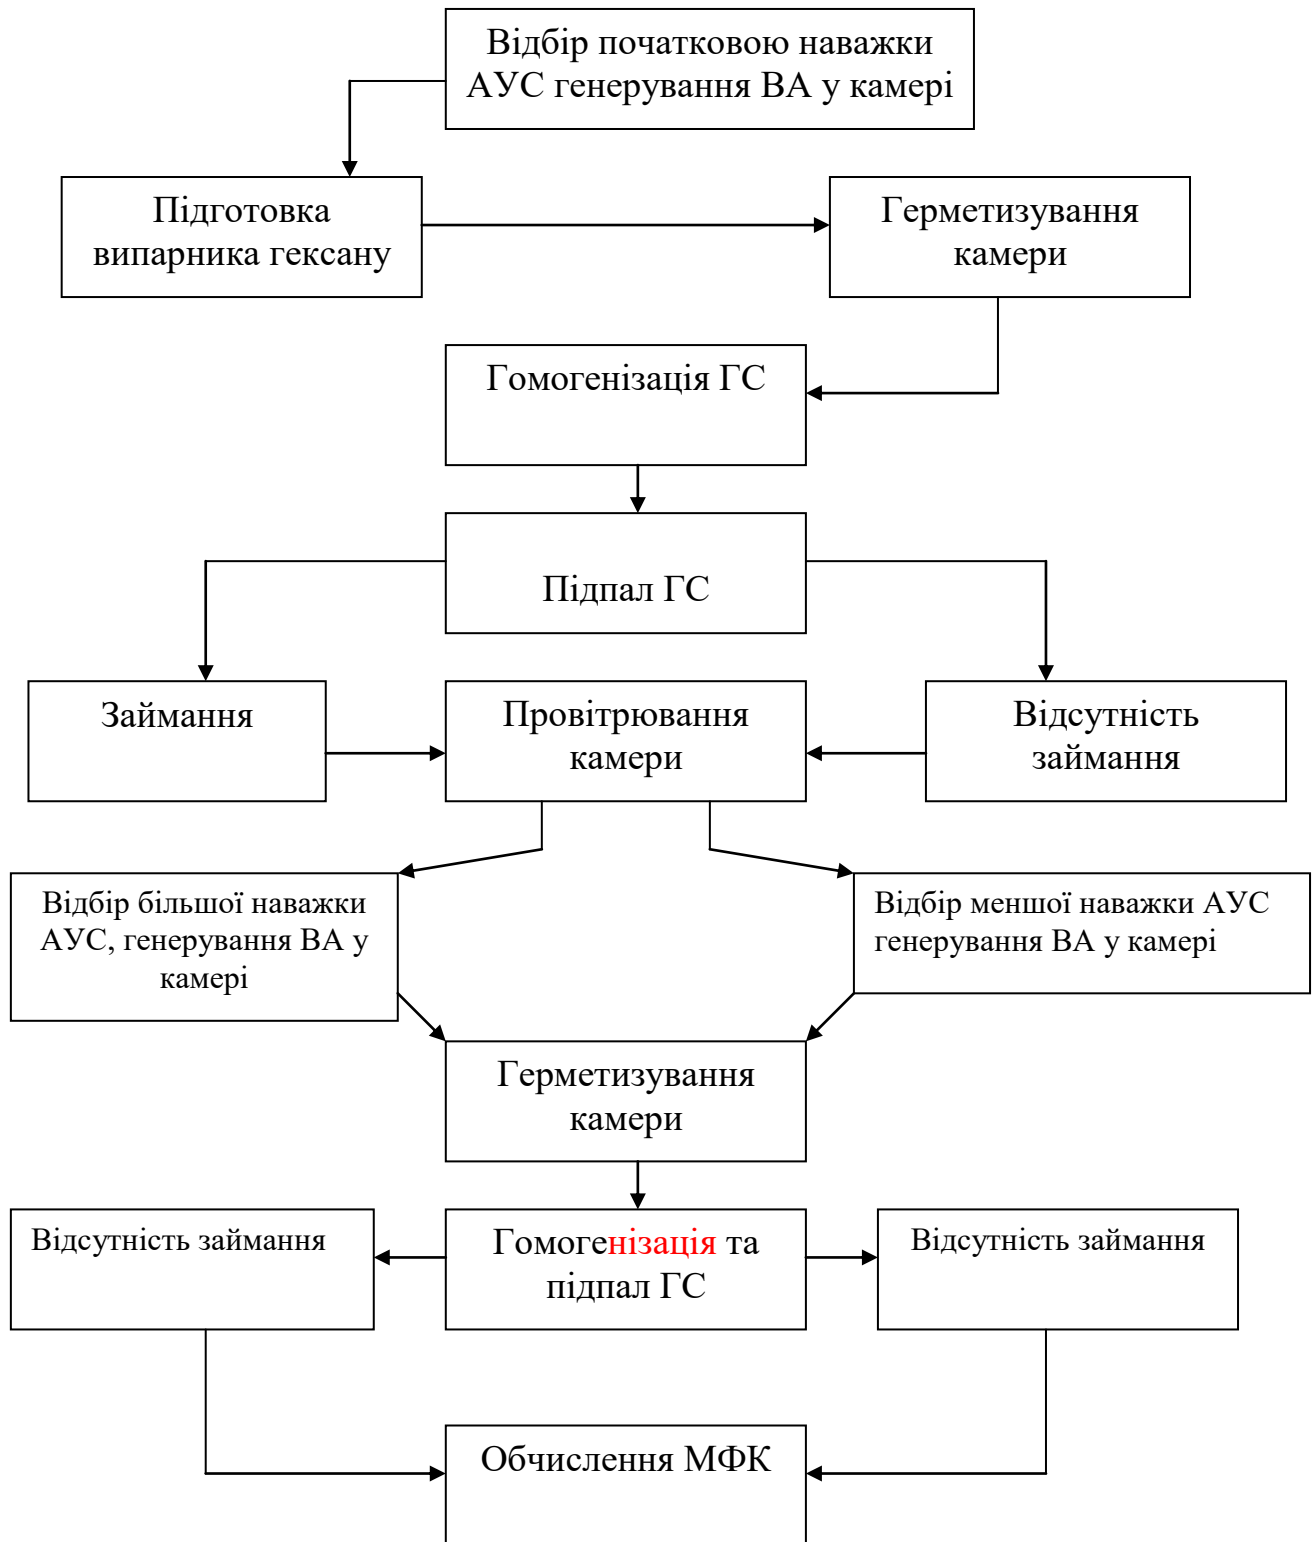 Відбір початковою наважки
АУС генерування ВА у камері
Підготовка
випарника гексану
Герметизування
камери
Гомогенізація ГС
Підпал ГС
Займання
Провітрювання
камери
Відсутність
займання
Відбір більшої наважки
АУС, генерування ВА у
камері
Відбір меншої наважки АУС
генерування ВА у камері
Герметизування
камери
Відсутність займання
Гомогенізація та
підпал ГС
Відсутність займання
Обчислення МФК